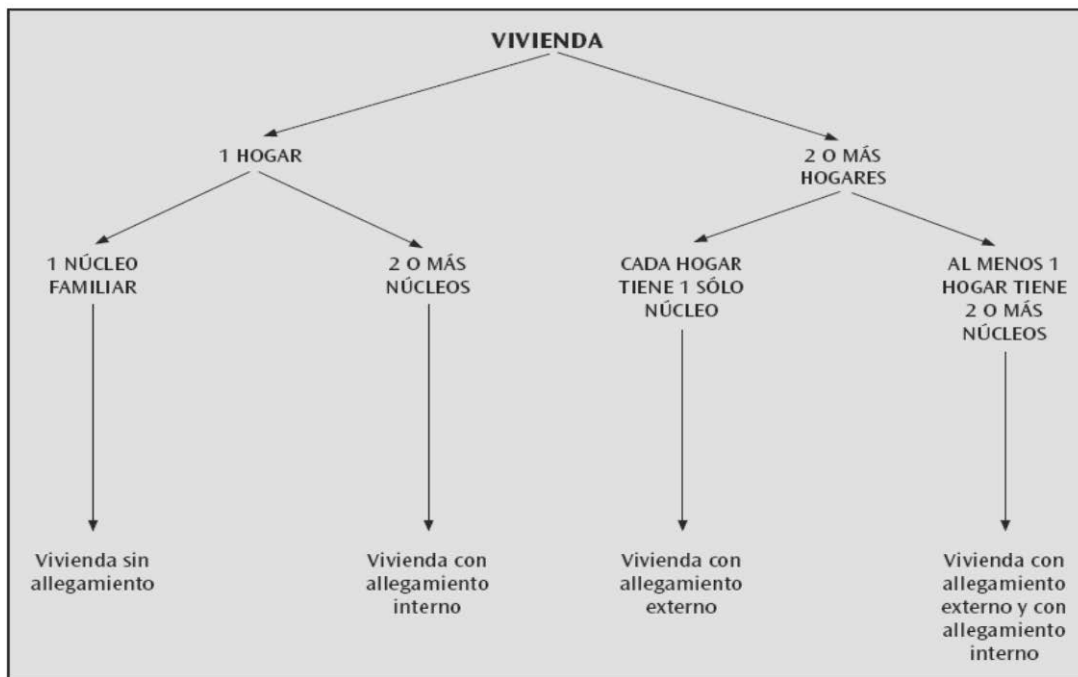 VIVIENDA
1 HOGAR
2 O MÁS
HOGARES
1 NÚCLEO
FAMILIAR
2 O MÁS
NÚCLEOS
CADA HOGAR
TIENE 1 SÓLO
NÚCLEO
AL MENOS 1
HOGAR TIENE
2 O MÁS
NÚCLEOS
Vivienda sin
allegamiento
Vivienda con
allegamiento
interno
Vivienda con
allegamiento
externo
Vivienda con
allegamiento
externo y con
allegamiento
interno